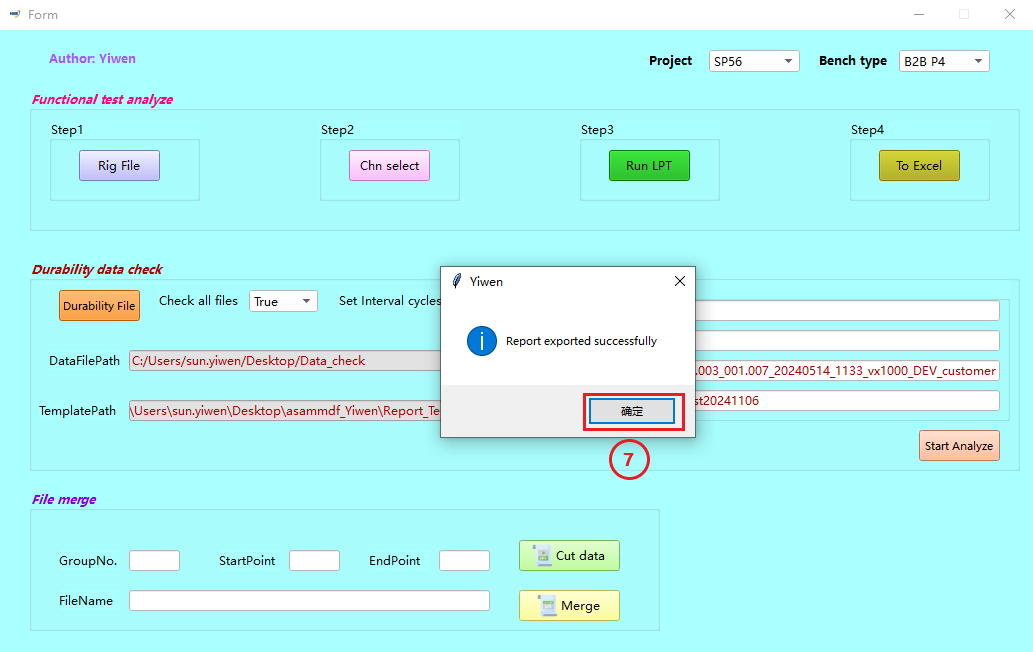 Form
Author: Yiwen
Project
SP56
Bench type
B2B P4
Functional test analyze
Step1
Step2
Step3
Step4
Rig File
Chn select
Run LPT
To Excel
Durability data check
Durability File
Check all files
True
Set Interval cycles
DataFilePath
C:/Users/sun.yiwen/Desktop/Data_check
.003_001.007_20240514_1133_vx1000_DEV_customer
TemplatePath
\Users\sun.yiwen\Desktop\asammdf_Yiwen\Report_Te
st20241106
Start Analyze
Yiwen
Report exported successfully
确定
7
File merge
GroupNo.
StartPoint
EndPoint
Cut data
FileName
Merge